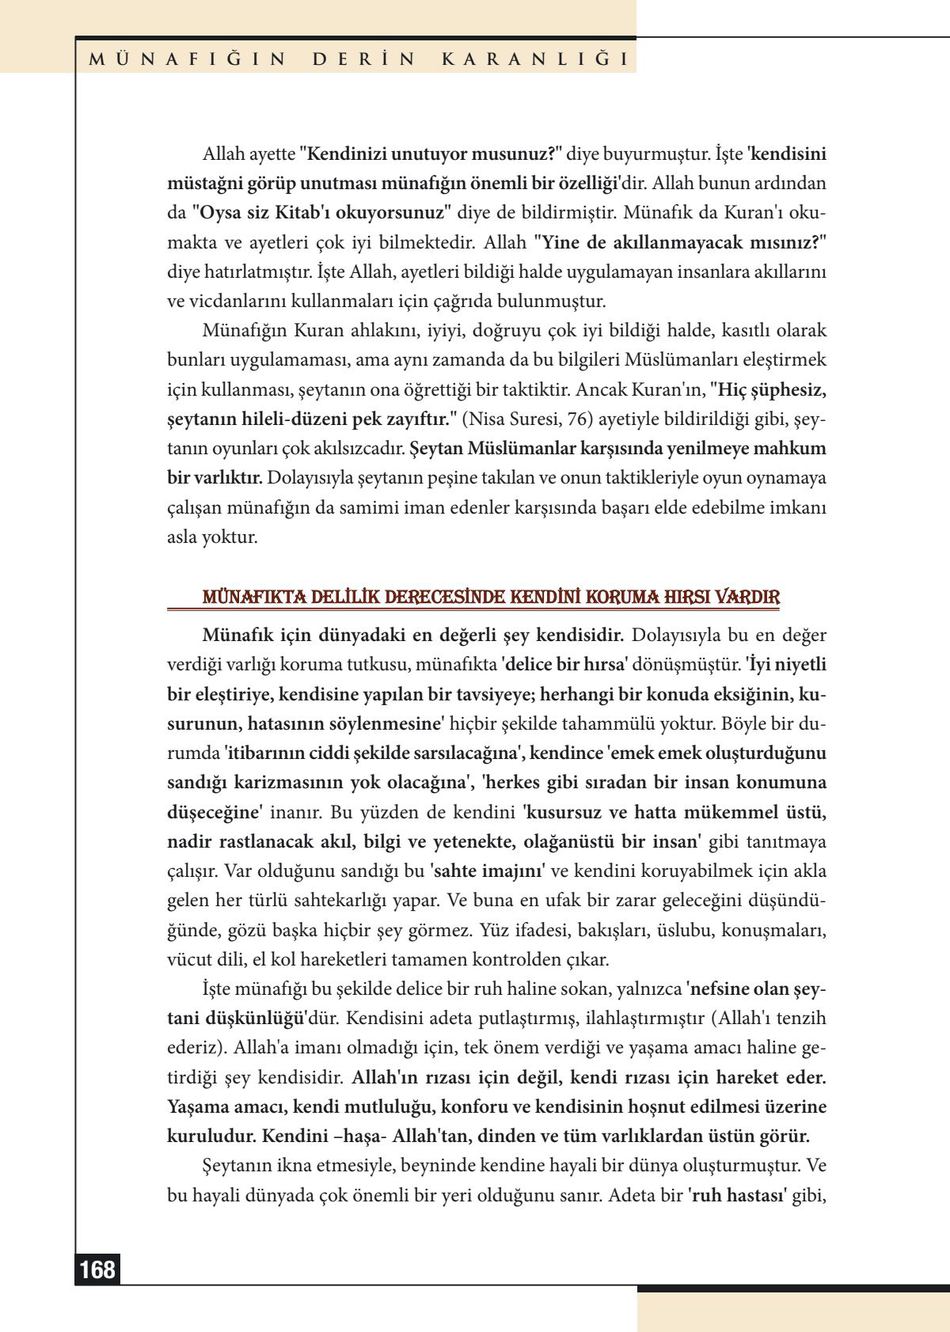 MÜNAFIĞIN DERİN KARANLIĞI
Allah ayette "Kendinizi unutuyor musunuz?" diye buyurmuştur. İşte 'kendisini
müstağni görüp unutması münafığın önemli bir özelliği'dir. Allah bunun ardından
da "Oysa siz Kitab'ı okuyorsunuz" diye de bildirmiştir. Münafık da Kuran'ı oku-
makta ve ayetleri çok iyi bilmektedir. Allah "Yine de akıllanmayacak mısınız?"
diye hatırlatmıştır. İşte Allah, ayetleri bildiği halde uygulamayan insanlara akıllarını
ve vicdanlarını kullanmaları için çağrıda bulunmuştur.
Münafığın Kuran ahlakını, iyiyi, doğruyu çok iyi bildiği halde, kasıtlı olarak
bunları uygulamaması, ama aynı zamanda da bu bilgileri Müslümanları eleştirmek
için kullanması, şeytanın ona öğrettiği bir taktiktir. Ancak Kuran'ın, "Hiç şüphesiz,
şeytanın hileli-düzeni pek zayıftır." (Nisa Suresi, 76) ayetiyle bildirildiği gibi, şey-
tanın oyunları çok akılsızcadır. Şeytan Müslümanlar karşısında yenilmeye mahkum
bir varlıktır. Dolayısıyla şeytanın peşine takılan ve onun taktikleriyle oyun oynamaya
çalışan münafığın da samimi iman edenler karşısında başarı elde edebilme imkanı
asla yoktur.
MÜNAFIKTA DELİLİK DERECESİNDE KENDİNİ KORUMA HIRSI VARDIR
Münafık için dünyadaki en değerli şey kendisidir. Dolayısıyla bu en değer
verdiği varlığı koruma tutkusu, münafıkta 'delice bir hırsa' dönüşmüştür. 'İyi niyetli
bir eleştiriye, kendisine yapılan bir tavsiyeye; herhangi bir konuda eksiğinin, ku-
surunun, hatasının söylenmesine' hiçbir şekilde tahammülü yoktur. Böyle bir du-
rumda 'itibarının ciddi şekilde sarsılacağına', kendince 'emek emek oluşturduğunu
sandığı karizmasının yok olacağına', 'herkes gibi sıradan bir insan konumuna
düşeceğine' inanır. Bu yüzden de kendini 'kusursuz ve hatta mükemmel üstü,
nadir rastlanacak akıl, bilgi ve yetenekte, olağanüstü bir insan' gibi tanıtmaya
çalışır. Var olduğunu sandığı bu 'sahte imajını' ve kendini koruyabilmek için akla
gelen her türlü sahtekarlığı yapar. Ve buna en ufak bir zarar geleceğini düşündü-
ğünde, gözü başka hiçbir şey görmez. Yüz ifadesi, bakışları, üslubu, konuşmaları,
vücut dili, el kol hareketleri tamamen kontrolden çıkar.
İşte münafığı bu şekilde delice bir ruh haline sokan, yalnızca 'nefsine olan şey-
tani düşkünlüğü'dür. Kendisini adeta putlaştırmış, ilahlaştırmıştır (Allah'ı tenzih
ederiz). Allah'a imanı olmadığı için, tek önem verdiği ve yaşama amacı haline ge-
tirdiği şey kendisidir. Allah'ın rızası için değil, kendi rızası için hareket eder.
Yaşama amacı, kendi mutluluğu, konforu ve kendisinin hoşnut edilmesi üzerine
kuruludur. Kendini –haşa- Allah'tan, dinden ve tüm varlıklardan üstün görür.
Şeytanın ikna etmesiyle, beyninde kendine hayali bir dünya oluşturmuştur. Ve
bu hayali dünyada çok önemli bir yeri olduğunu sanır. Adeta bir 'ruh hastası' gibi,
168